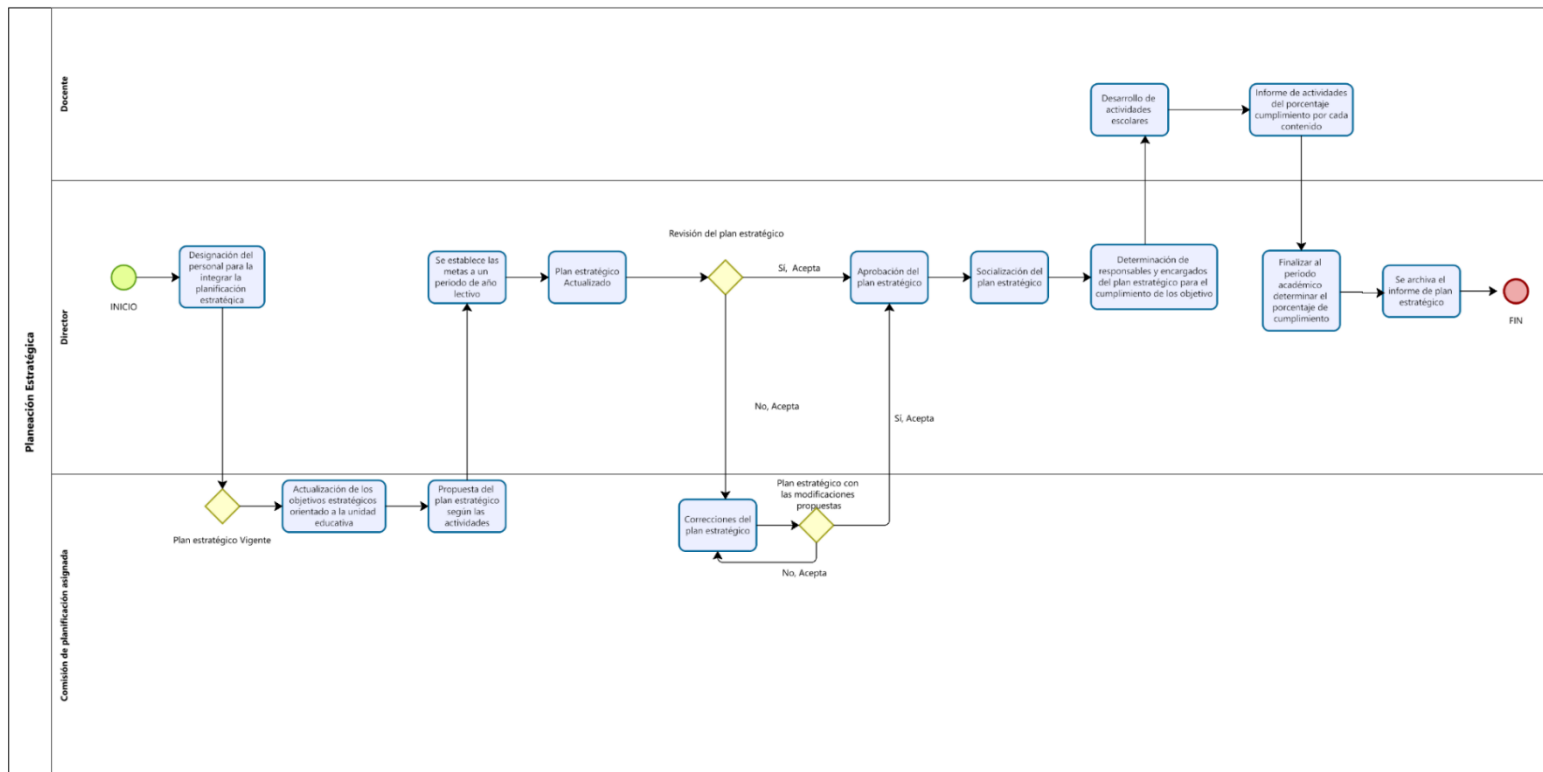 Planeación Estratégica
Docente
Desarrollo de
actividades
escolares
Informe de actividades
del porcentaje
cumplimiento por cada
contenido
Director
INICIO
Designación del
personal para la
integrar la
planificación
estratégica
Se establece las
metas a un
periodo de año
lectivo
Plan estratégico
Actualizado
Revisión del plan estratégico
Sí, Acepta
No, Acepta
Aprobación del
plan estratégico
Sí, Acepta
Socialización del
plan estratégico
Determinación de
responsables y encargados
del plan estratégico para el
cumplimiento de los objetivo
Finalizar al
periodo
académico
determinar el
porcentaje de
cumplimiento
Se archiva el
informe de plan
estratégico
FIN
Comisión de planificación asignada
Plan estratégico Vigente
Actualización de los
objetivos estratégicos
orientado a la unidad
educativa
Propuesta del
plan estratégico
según las
actividades
Correcciones del
plan estratégico
Plan estratégico con
las modificaciones
propuestas
No, Acepta